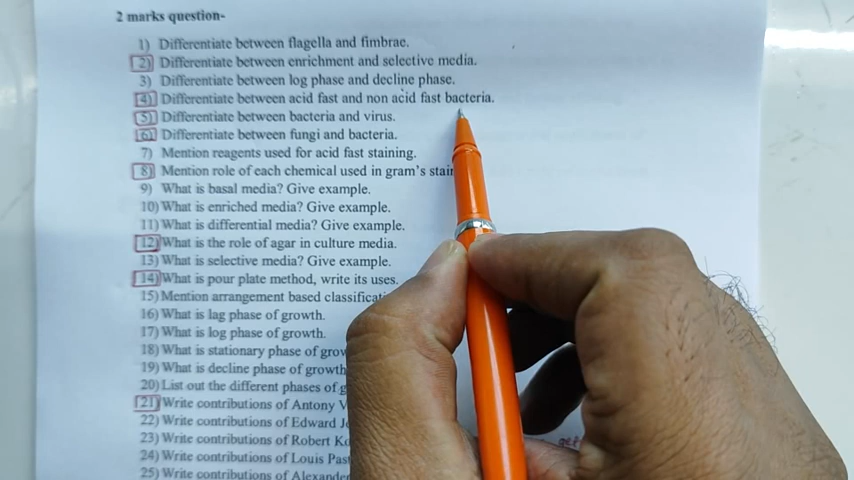 2 marks question-
1) Differentiate between flagella and fimbrae.
2) Differentiate between enrichment and selective media.
3) Differentiate between log phase and decline phase.
4) Differentiate between acid fast and non acid fast bacteria.
5) Differentiate between bacteria and virus.
6) Differentiate between fungi and bacteria.
7) Mention reagents used for acid fast staining.
8) Mention role of each chemical used in gram's
9) What is basal media? Give example.
10) What is enriched media? Give example.
11) What is differential media? Give example.
12) What is the role of agar in culture media.
13) What is selective media? Give example.
14) What is pour plate method, write its uses.
15) Mention arrangement based
16) What is lag phase of growth.
17) What is log phase of growth.
18) What is stationary phase of
19) What is decline phase of growth
20) List out the different phases of
21) Write contributions of Antony
22) Write contributions of Edward
23) Write contributions of Robert
24) Write contributions of Louis
25) Write contributions of